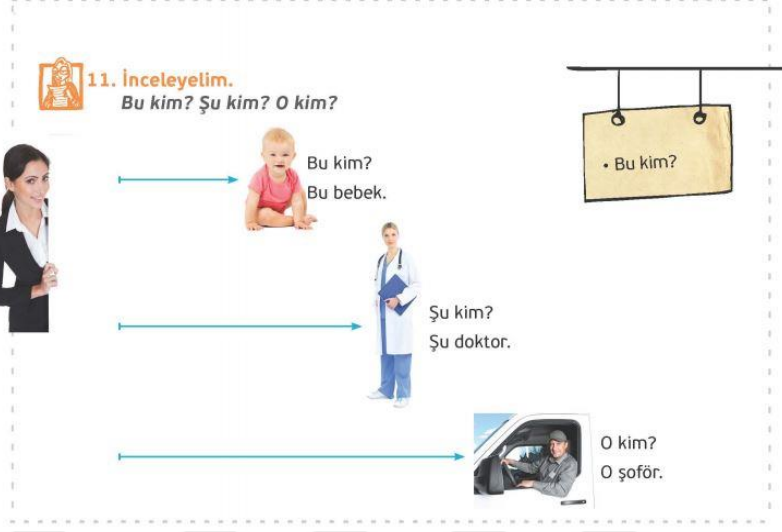 11. İnceleyelim.
Bu kim? Şu kim? O kim?
• Bu kim?
Bu kim?
Bu bebek.
Şu kim?
Şu doktor.
O kim?
O şoför.